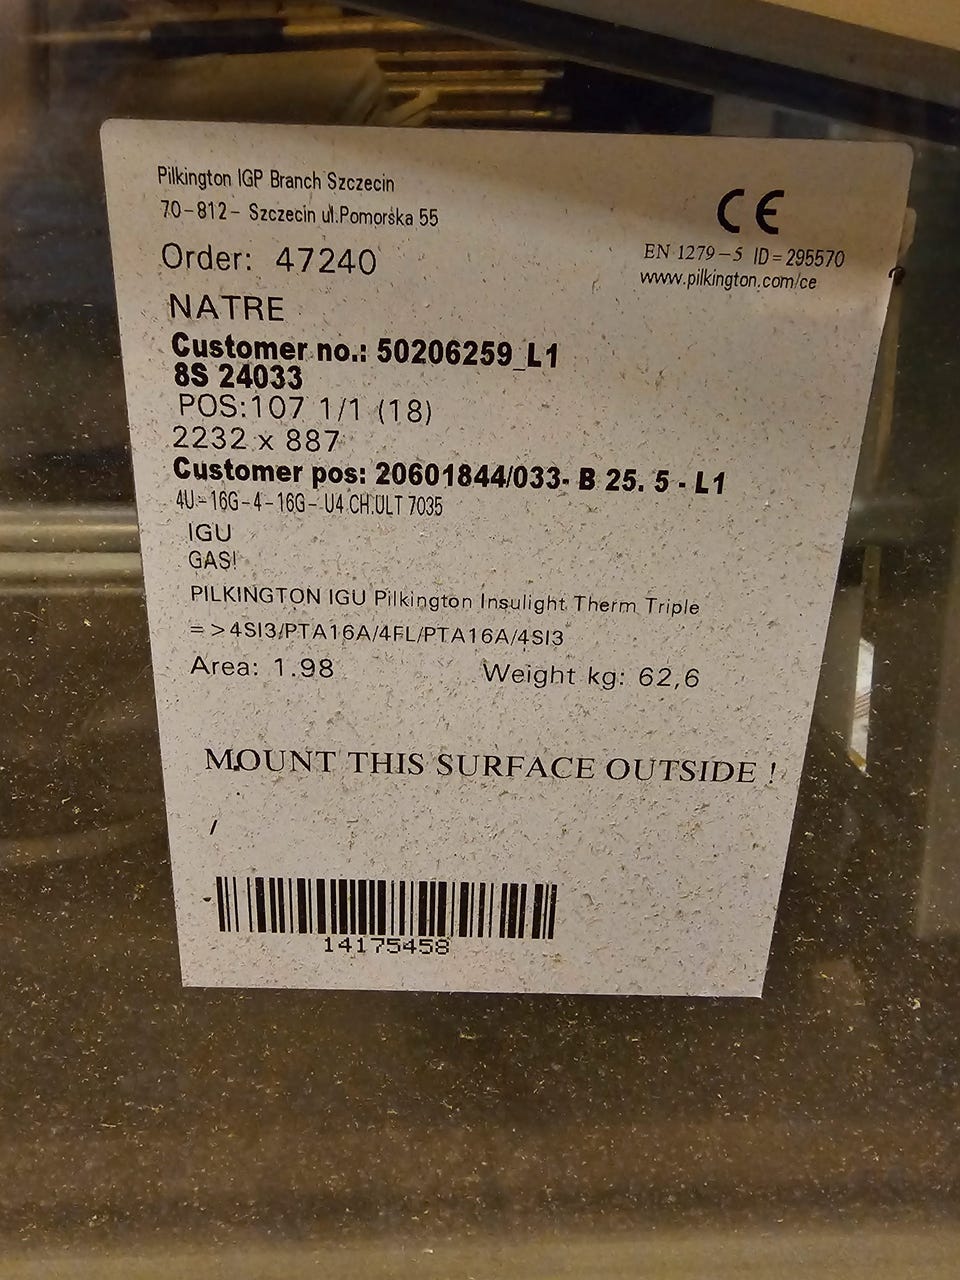 Pilkington IGP Branch Szczecin
70-812- Szczecin ul.Pomorska 55
CE
EN 1279-5 ID=295570
www.pilkington.com/ce
Order: 47240
NATRE
Customer no.: 50206259_L1
8S 24033
POS:107 1/1 (18)
2232 x 887
Customer pos: 20601844/033- B 25. 5 - L1
4U-16G-4-16G-U4 CH.ULT 7035
IGU
GAS!
PILKINGTON IGU Pilkington Insulight Therm Triple
=>4SI3/PTA16A/4FL/PTA16A/4SI3
Area: 1.98 Weight kg: 62,6
MOUNT THIS SURFACE OUTSIDE !
14175458